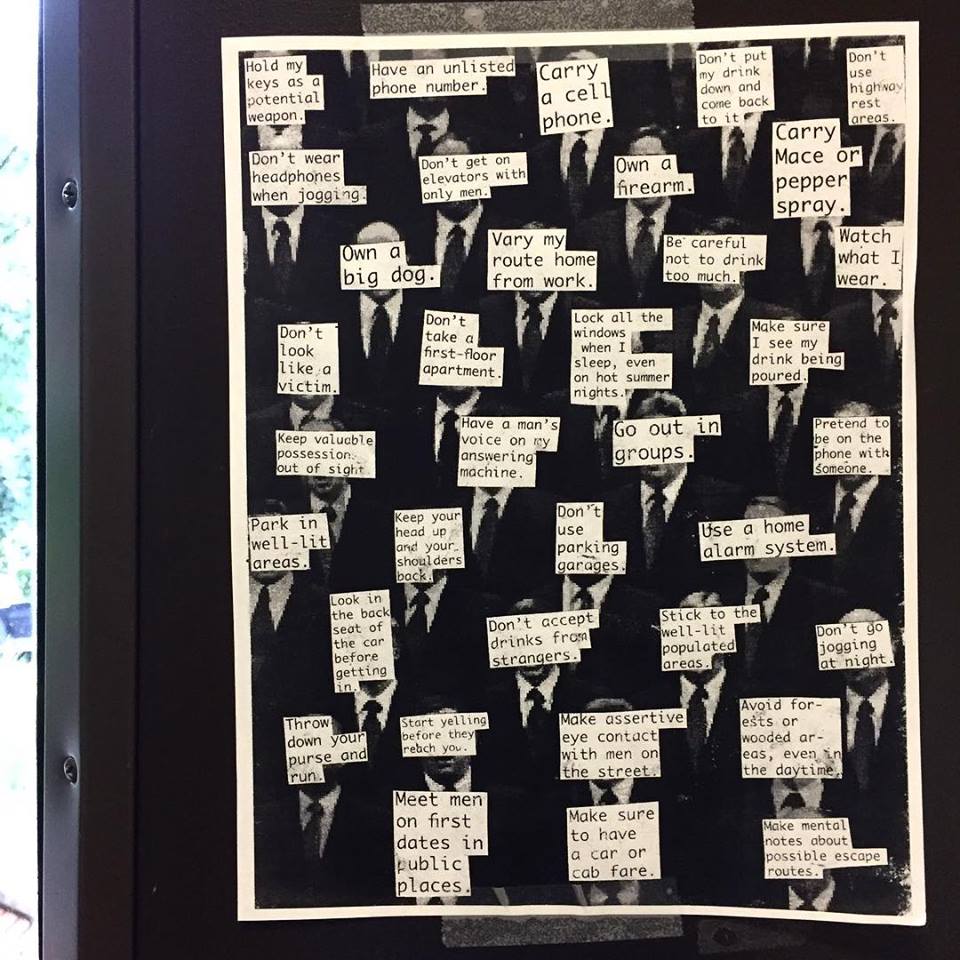 Hold my
keys as a
potential
weapon.
Have an unlisted
phone number.
Carry
a cell
phone.
Don't put
my drink
down and
come back
to it
Don't
use
highway
rest
areas.
Don't wear
headphones
when jogging.
Don't get on
elevators with
only men.
Own a
firearm.
Carry
Mace or
pepper
spray.
Own a
big dog.
Vary my
route home
from work.
Be careful
not to drink
too much.
Watch
what I
wear.
Don't
look
like a
victim.
Don't
take a
first-floor
apartment.
Lock all the
windows
when I
sleep, even
on hot summer
nights.
Make sure
I see my
drink being
poured.
Keep valuable
possession
out of sight
Have a man's
voice on my
answering
machine.
Go out in
groups.
Pretend to
be on the
phone with
someone.
Park in
well-lit
areas.
Keep your
head up
and your
shoulders
back.
Don't
use
parking
garages.
Use a home
alarm system.
Look in
the back
seat of
the car
before
getting
in.
Don't accept
drinks from
strangers.
Stick to the
well-lit
populated
areas.
Don't go
jogging
at night.
Throw
down your
purse and
run.
Start yelling
before they
reach you.
Make assertive
eye contact
with men on
the street.
Avoid for-
ests or
wooded ar-
eas, even in
the daytime.
Meet men
on first
dates in
public
places.
Make sure
to have
a car or
cab fare.
Make mental
notes about
possible escape
routes.